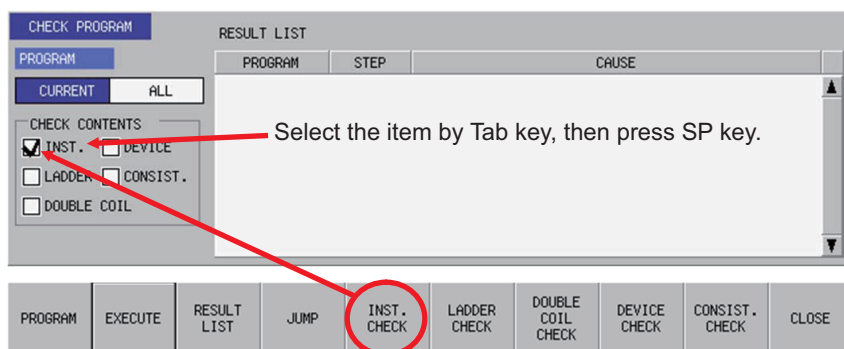 CHECK PROGRAM
RESULT LIST
PROGRAM
PROGRAM STEP CAUSE
CURRENT ALL
CHECK CONTENTS
INST. DEVICE
LADDER CONSIST.
DOUBLE COIL
Select the item by Tab key, then press SP key.
PROGRAM
EXECUTE
RESULT
LIST
JUMP
INST.
CHECK
LADDER
CHECK
DOUBLE
COIL
CHECK
DEVICE
CHECK
CONSIST.
CHECK
CLOSE